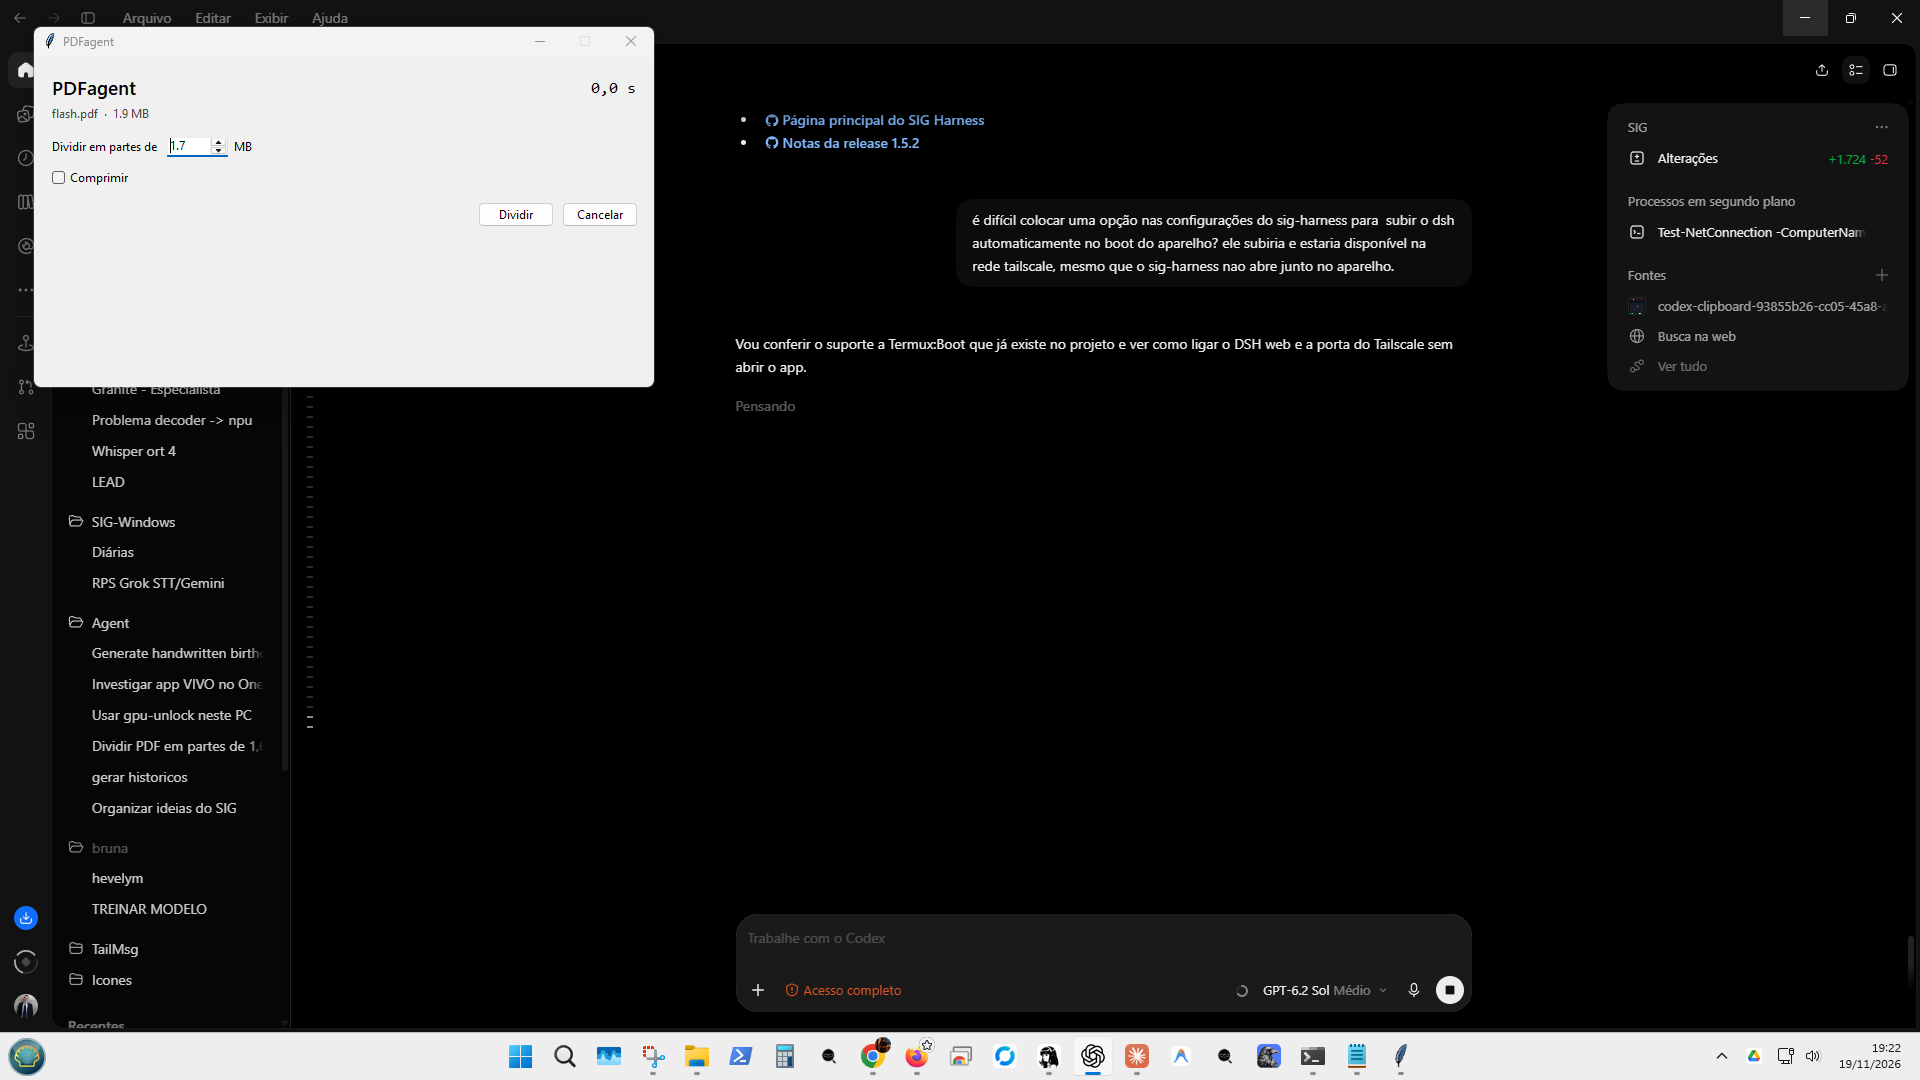 Arquivo Editar Exibir Ajuda
PDFagent
PDFagent 0,0 s
flash.pdf · 1.9 MB
Dividir em partes de 1.7 MB
Comprimir
Dividir Cancelar
Granite - Especialista
Problema decoder -> npu
Whisper ort 4
LEAD
SIG-Windows
Diárias
RPS Grok STT/Gemini
Agent
Generate handwritten birth
Investigar app VIVO no One
Usar gpu-unlock neste PC
Dividir PDF em partes de 1,
gerar historicos
Organizar ideias do SIG
bruna
hevelym
TREINAR MODELO
TailMsg
Icones
Recentes
Página principal do SIG Harness
Notas da release 1.5.2
é difícil colocar uma opção nas configurações do sig-harness para subir o dsh
automaticamente no boot do aparelho? ele subiria e estaria disponível na
rede tailscale, mesmo que o sig-harness nao abre junto no aparelho.
Vou conferir o suporte a Termux:Boot que já existe no projeto e ver como ligar o DSH web e a porta do Tailscale sem
abrir o app.
Pensando
Trabalhe com o Codex
Acesso completo GPT-6.2 Sol Médio
SIG
Alterações +1.724 -52
Processos em segundo plano
Test-NetConnection -ComputerNam
Fontes
codex-clipboard-93855b26-cc05-45a8-
Busca na web
Ver tudo
19:22
19/11/2026